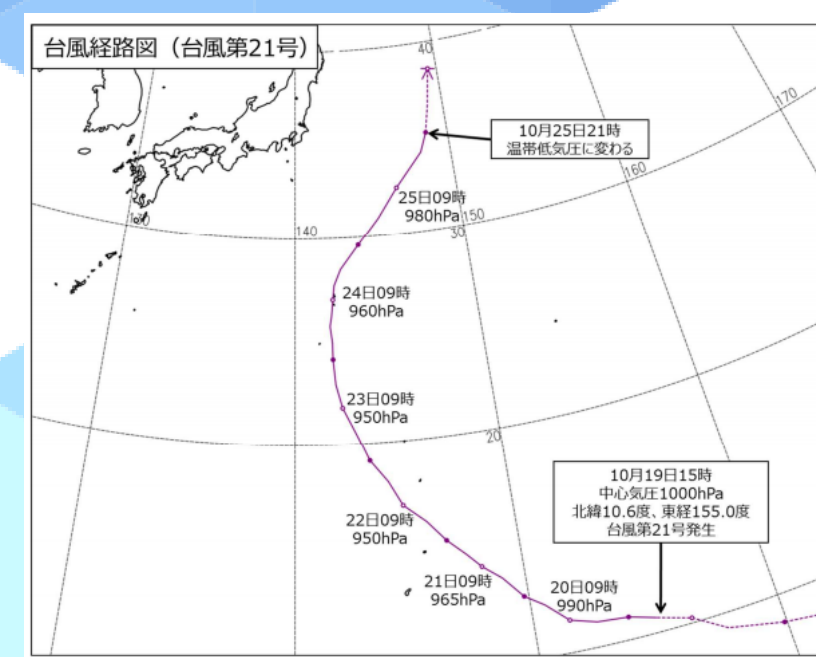 台風経路図（台風第21号）
40
170
10月25日21時
温帯低気圧に変わる
160
25日09時
980hPa
150
130
140
30
24日09時
960hPa
23日09時
950hPa
20
10月19日15時
中心気圧1000hPa
北緯10.6度、東経155.0度
台風第21号発生
22日09時
950hPa
21日09時
965hPa
20日09時
990hPa